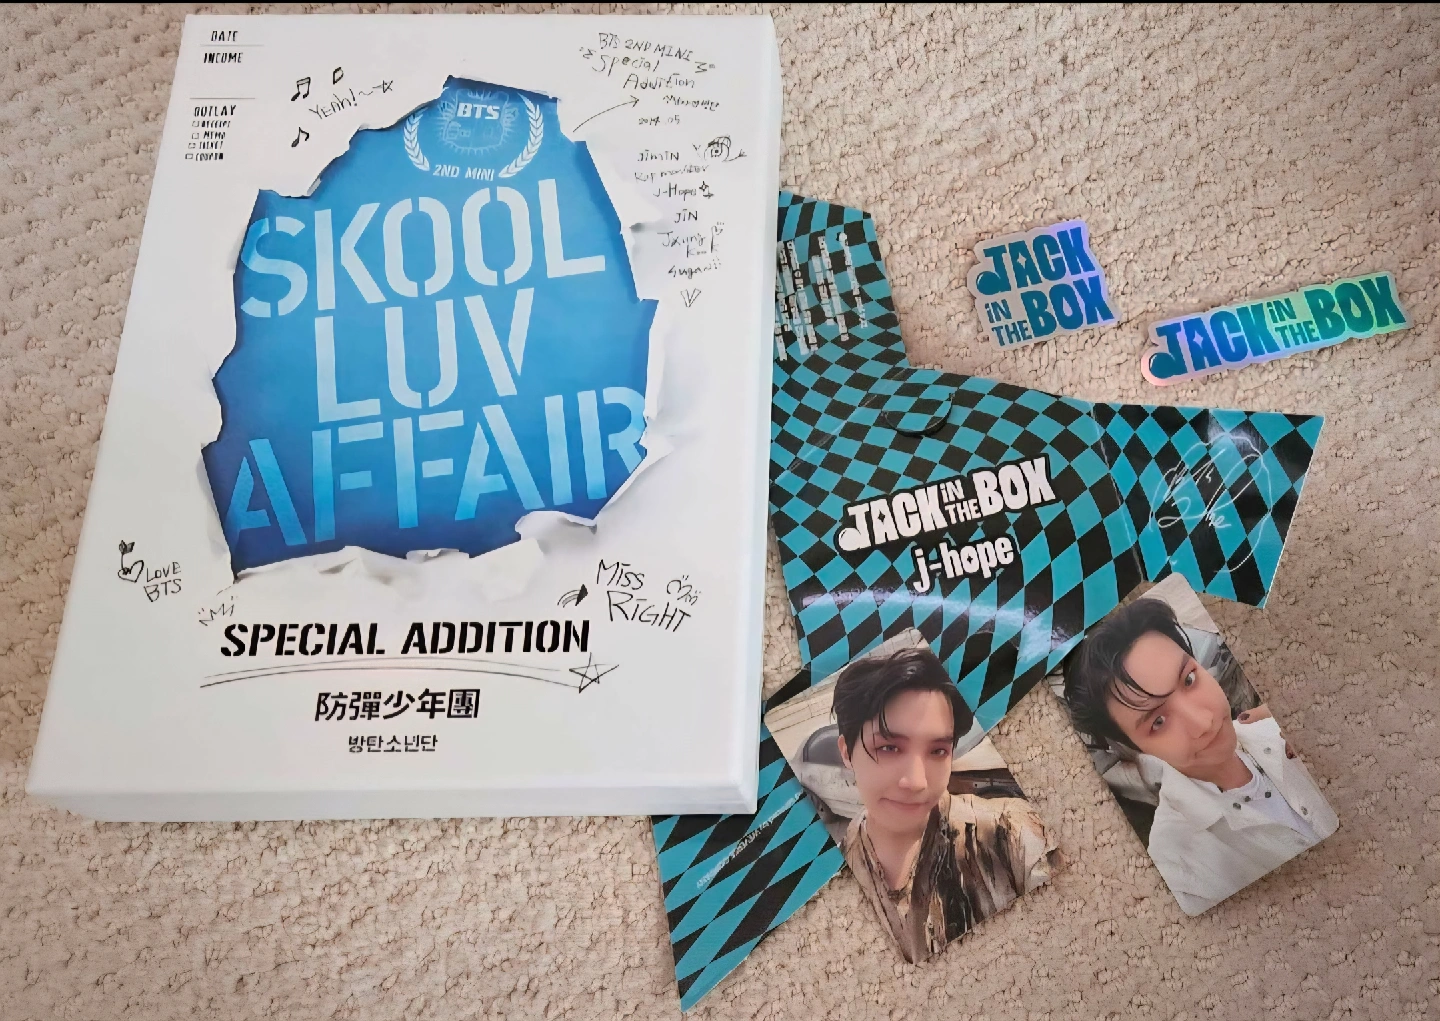 DATE
INCOME
OUTLAY
RECEIPT
MEMO
TICKET
COUPON
YEAH!
BTS 2ND MINI
Special
Addition
2014.05
JIMIN
Rap monster
J-Hope
JIN
Jung
Kook
Suga
BTS
2ND MINI
SKOOL
LUV
AFFAIR
LOVE
BTS
MISS
RIGHT
SPECIAL ADDITION
防彈少年團
방탄소년단
JACK
IN
THE BOX
JACK IN THE BOX
JACK IN THE BOX
j-hope